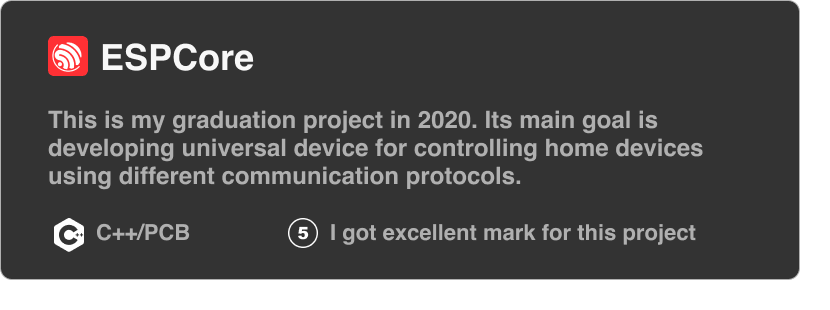 ESPCore
This is my graduation project in 2020. Its main goal is
developing universal device for controlling home devices
using different communication protocols.
C++ C++/PCB
5 I got excellent mark for this project